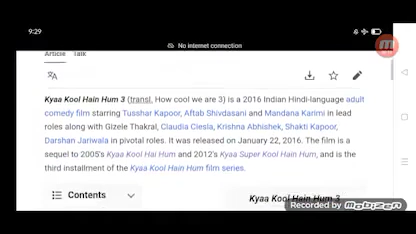 9:29
No internet connection
Article Talk
Kyaa Kool Hain Hum 3 (transl. How cool we are 3) is a 2016 Indian Hindi-language adult
comedy film starring Tusshar Kapoor, Aftab Shivdasani and Mandana Karimi in lead
roles along with Gizele Thakral, Claudia Ciesla, Krishna Abhishek, Shakti Kapoor,
Darshan Jariwala in pivotal roles. It was released on January 22, 2016. The film is a
sequel to 2005's Kyaa Kool Hai Hum and 2012's Kyaa Super Kool Hain Hum, and is the
third installment of the Kyaa Kool Hain Hum film series.
Contents
Kyaa Kool Hain Hum 3
Recorded by mobizen